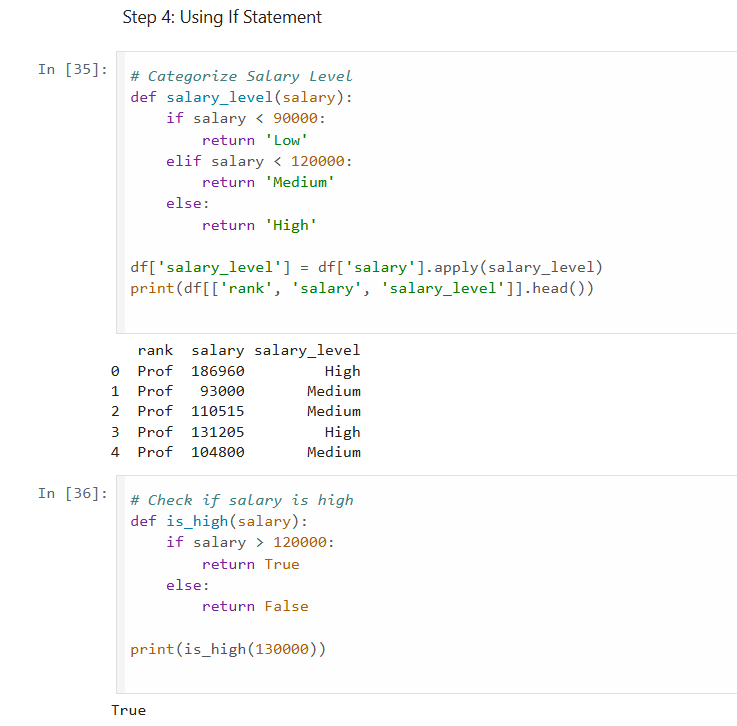 Step 4: Using If Statement
In [35]:
# Categorize Salary Level
def salary_level(salary):
    if salary < 90000:
        return 'Low'
    elif salary < 120000:
        return 'Medium'
    else:
        return 'High'

df['salary_level'] = df['salary'].apply(salary_level)
print(df[['rank', 'salary', 'salary_level']].head())

   rank  salary salary_level
0  Prof  186960         High
1  Prof   93000       Medium
2  Prof  110515       Medium
3  Prof  131205         High
4  Prof  104800       Medium
In [36]:
# Check if salary is high
def is_high(salary):
    if salary > 120000:
        return True
    else:
        return False

print(is_high(130000))

True